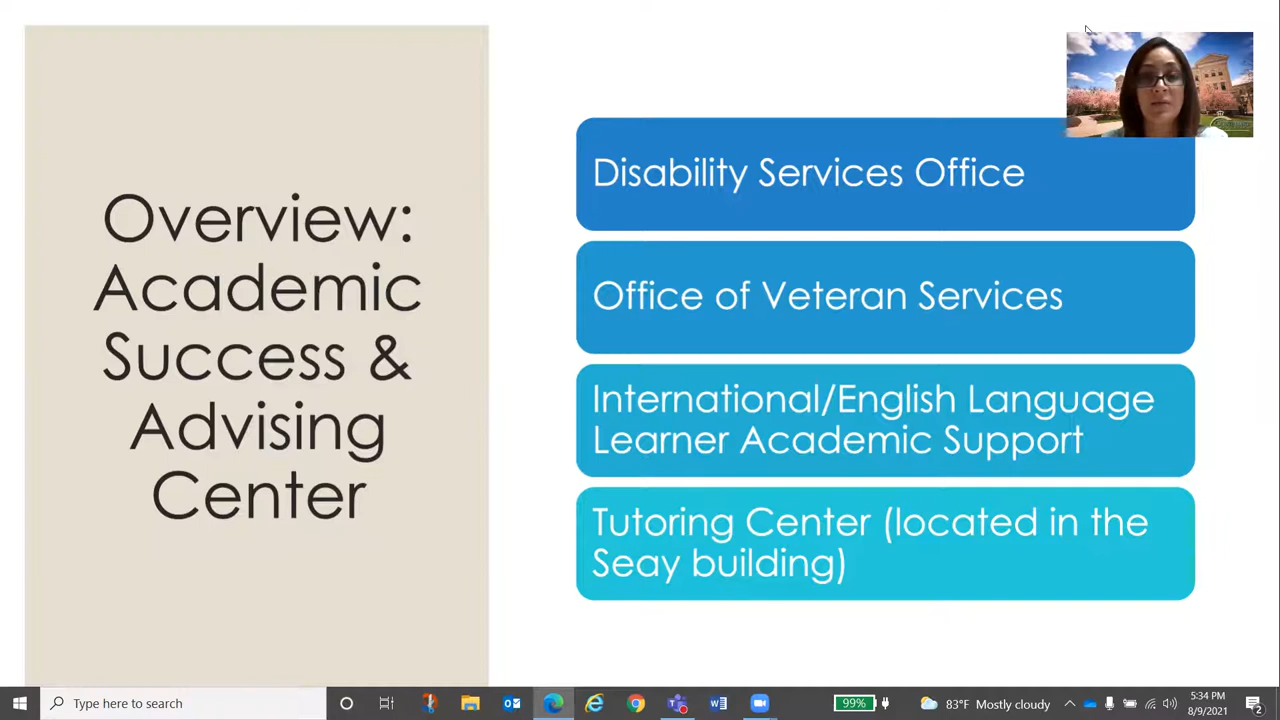 Overview:
Academic
Success &
Advising
Center
Disability Services Office
Office of Veteran Services
International/English Language
Learner Academic Support
Tutoring Center (located in the
Seay building)
Type here to search
99%
83°F Mostly cloudy
5:34 PM
8/9/2021
2